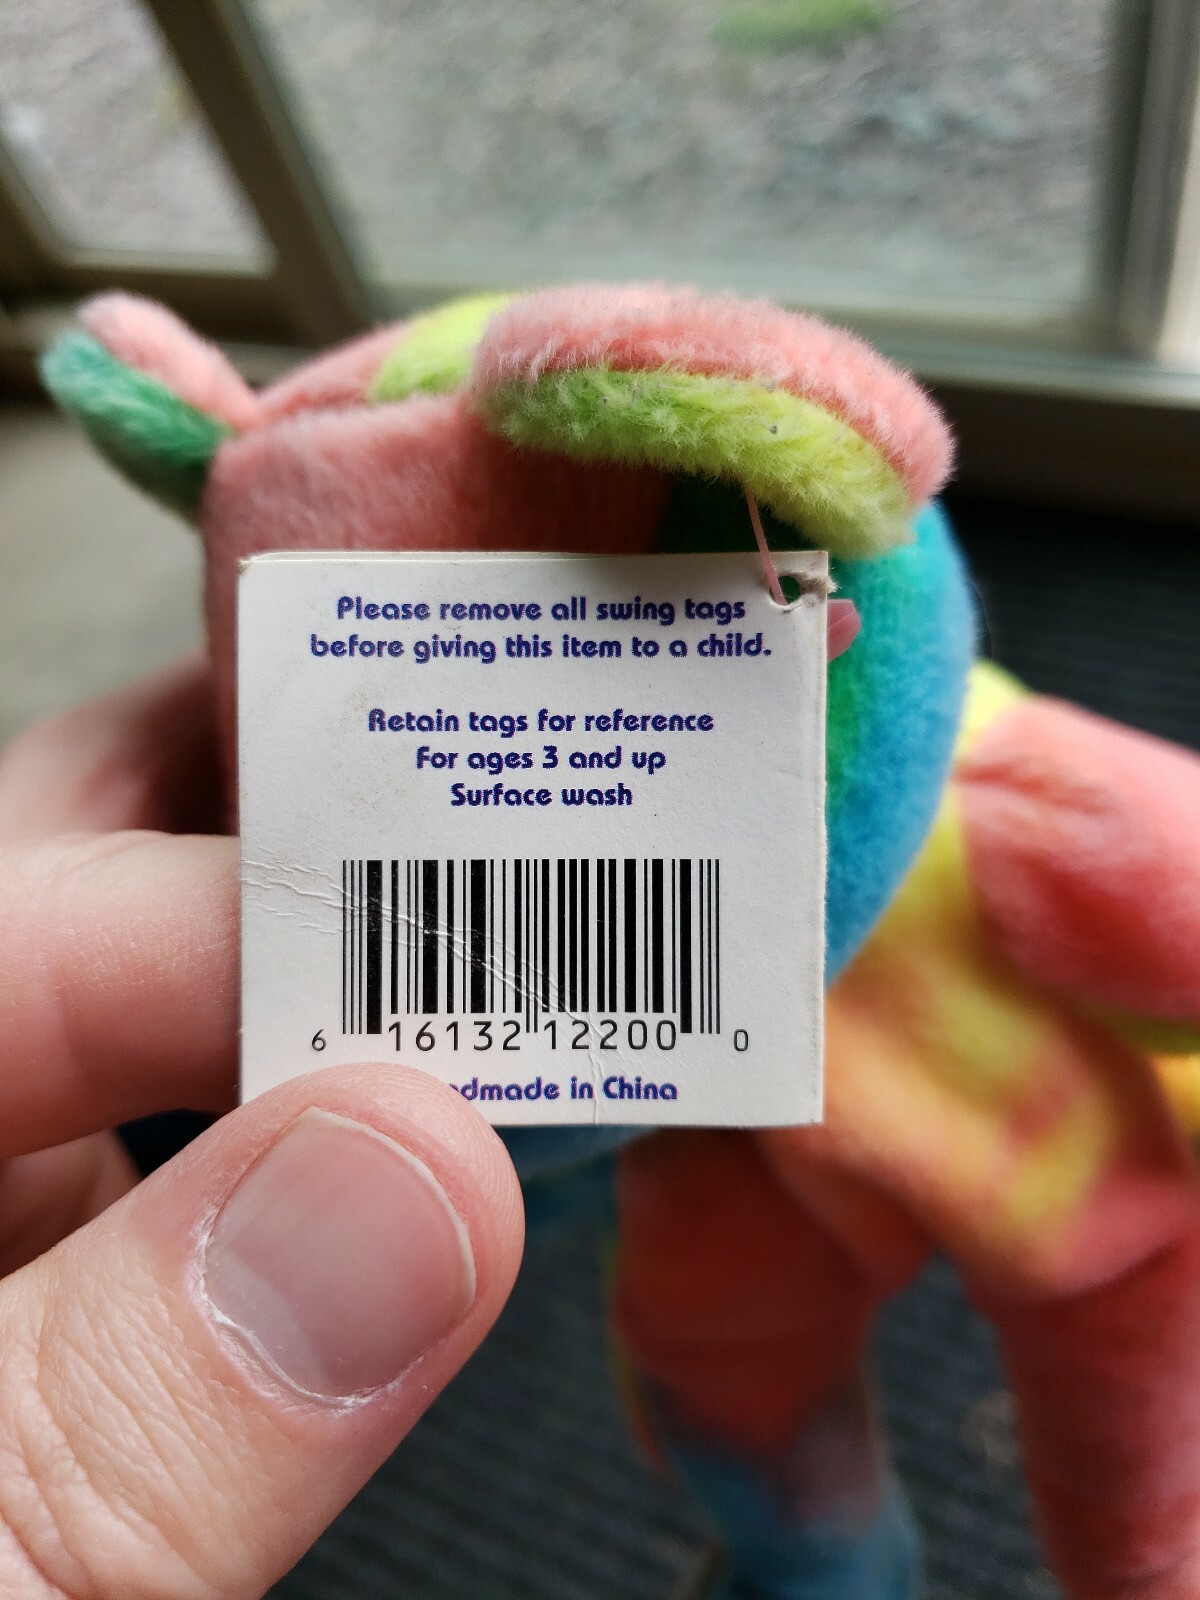 Please remove all swing tags
before giving this item to a child.
Retain tags for reference
For ages 3 and up
Surface wash
6 16132 12200 0
in China